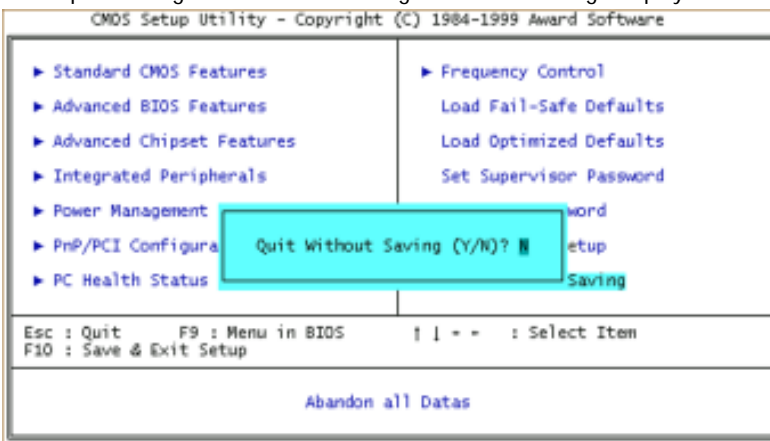 CMOS Setup Utility - Copyright (C) 1984-1999 Award Software
▶ Standard CMOS Features
▶ Advanced BIOS Features
▶ Advanced Chipset Features
▶ Integrated Peripherals
▶ Power Management
▶ PnP/PCI Configura
▶ PC Health Status
▶ Frequency Control
Load Fail-Safe Defaults
Load Optimized Defaults
Set Supervisor Password
word
etup
Saving
Quit Without Saving (Y/N)? N
Esc : Quit F9 : Menu in BIOS ↑ ↓ - - : Select Item
F10 : Save & Exit Setup
Abandon all Datas